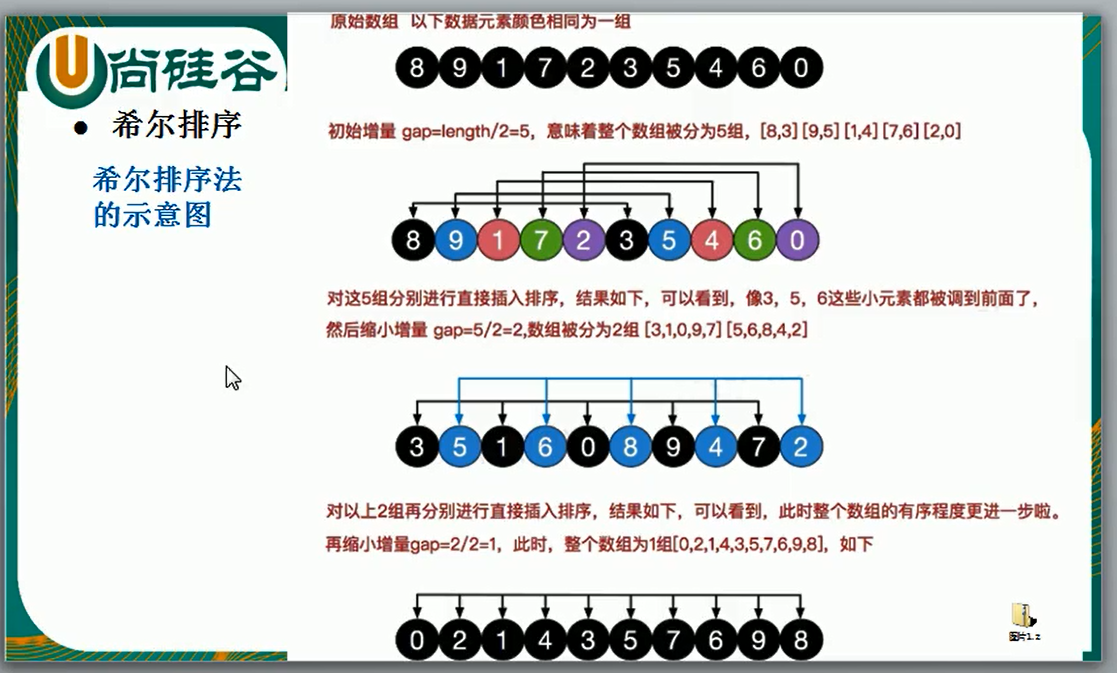 原始数组 以下数据元素颜色相同为一组
U尚硅谷
8 9 1 7 2 3 5 4 6 0
● 希尔排序
初始增量 gap=length/2=5，意味着整个数组被分为5组，[8,3] [9,5] [1,4] [7,6] [2,0]
希尔排序法
的示意图
8 9 1 7 2 3 5 4 6 0
对这5组分别进行直接插入排序，结果如下，可以看到，像3，5，6这些小元素都被调到前面了，
然后缩小增量 gap=5/2=2,数组被分为2组 [3,1,0,9,7] [5,6,8,4,2]
3 5 1 6 0 8 9 4 7 2
对以上2组再分别进行直接插入排序，结果如下，可以看到，此时整个数组的有序程度更进一步啦。
再缩小增量gap=2/2=1，此时，整个数组为1组[0,2,1,4,3,5,7,6,9,8]，如下
0 2 1 4 3 5 7 6 9 8
图片1.z